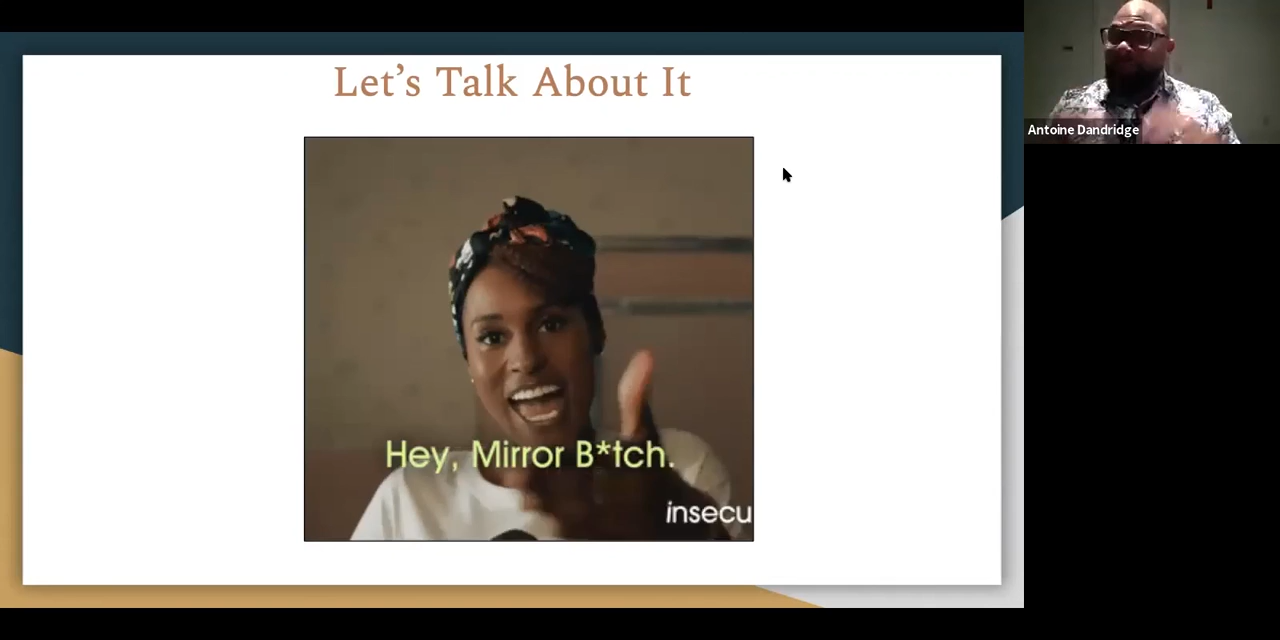 Let's Talk About It
Antoine Dandridge
Hey, Mirror B*tch.
insecu